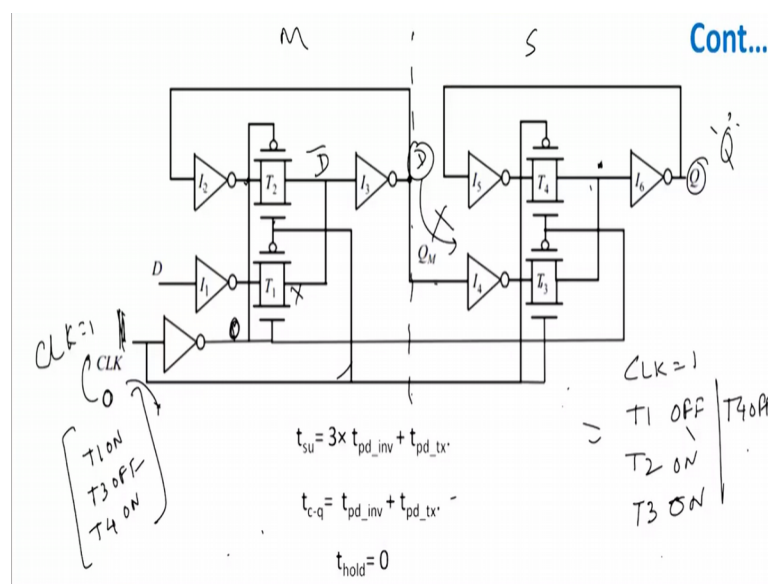 M
S
Cont...
I2
T2
D̅
I3
D
I5
T4
I6
Q
Q
D
I1
T1
X
QM
I4
T3
CLK=1
CLK
0
0
T1 ON
T3 OFF
T4 ON
tsu= 3× tpd_inv + tpd_tx.
tc-q= tpd_inv + tpd_tx.
thold= 0
CLK=1
T1 OFF
T4 OFF
T2 ON
T3 ON